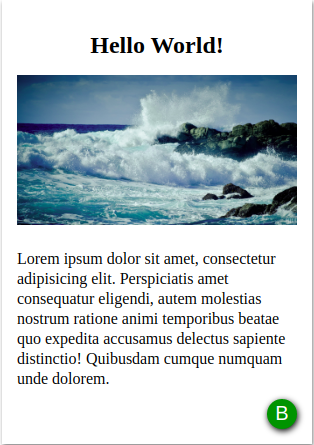 Hello World!
Lorem ipsum dolor sit amet, consectetur
adipisicing elit. Perspiciatis amet
consequatur eligendi, autem molestias
nostrum ratione animi temporibus beatae
quo expedita accusamus delectus sapiente
distinctio! Quibusdam cumque numquam
unde dolorem.
B